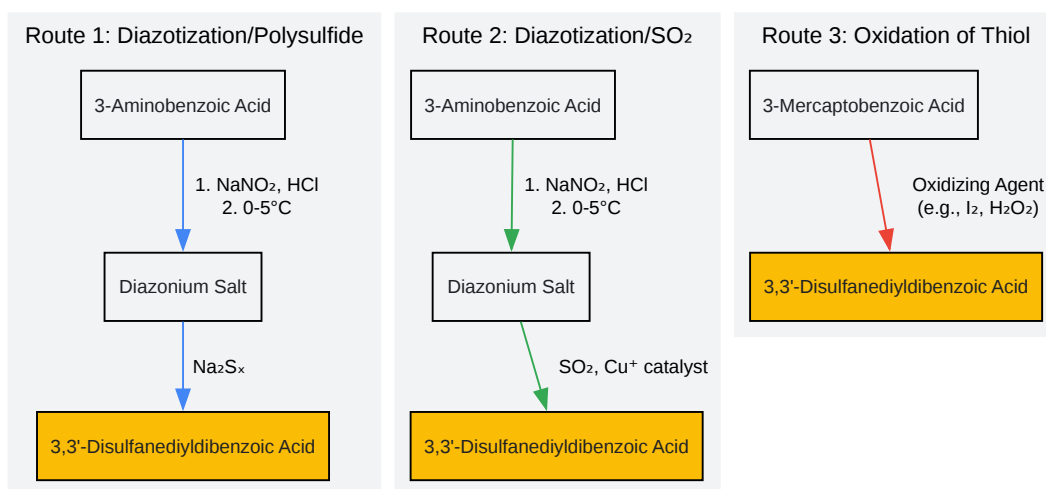 Route 1: Diazotization/Polysulfide
3-Aminobenzoic Acid
1. NaNO₂, HCl
2. 0-5°C
Diazonium Salt
Na₂Sₓ
3,3'-Disulfanediyldibenzoic Acid
Route 2: Diazotization/SO₂
3-Aminobenzoic Acid
1. NaNO₂, HCl
2. 0-5°C
Diazonium Salt
SO₂, Cu⁺ catalyst
3,3'-Disulfanediyldibenzoic Acid
Route 3: Oxidation of Thiol
3-Mercaptobenzoic Acid
Oxidizing Agent
(e.g., I₂, H₂O₂)
3,3'-Disulfanediyldibenzoic Acid